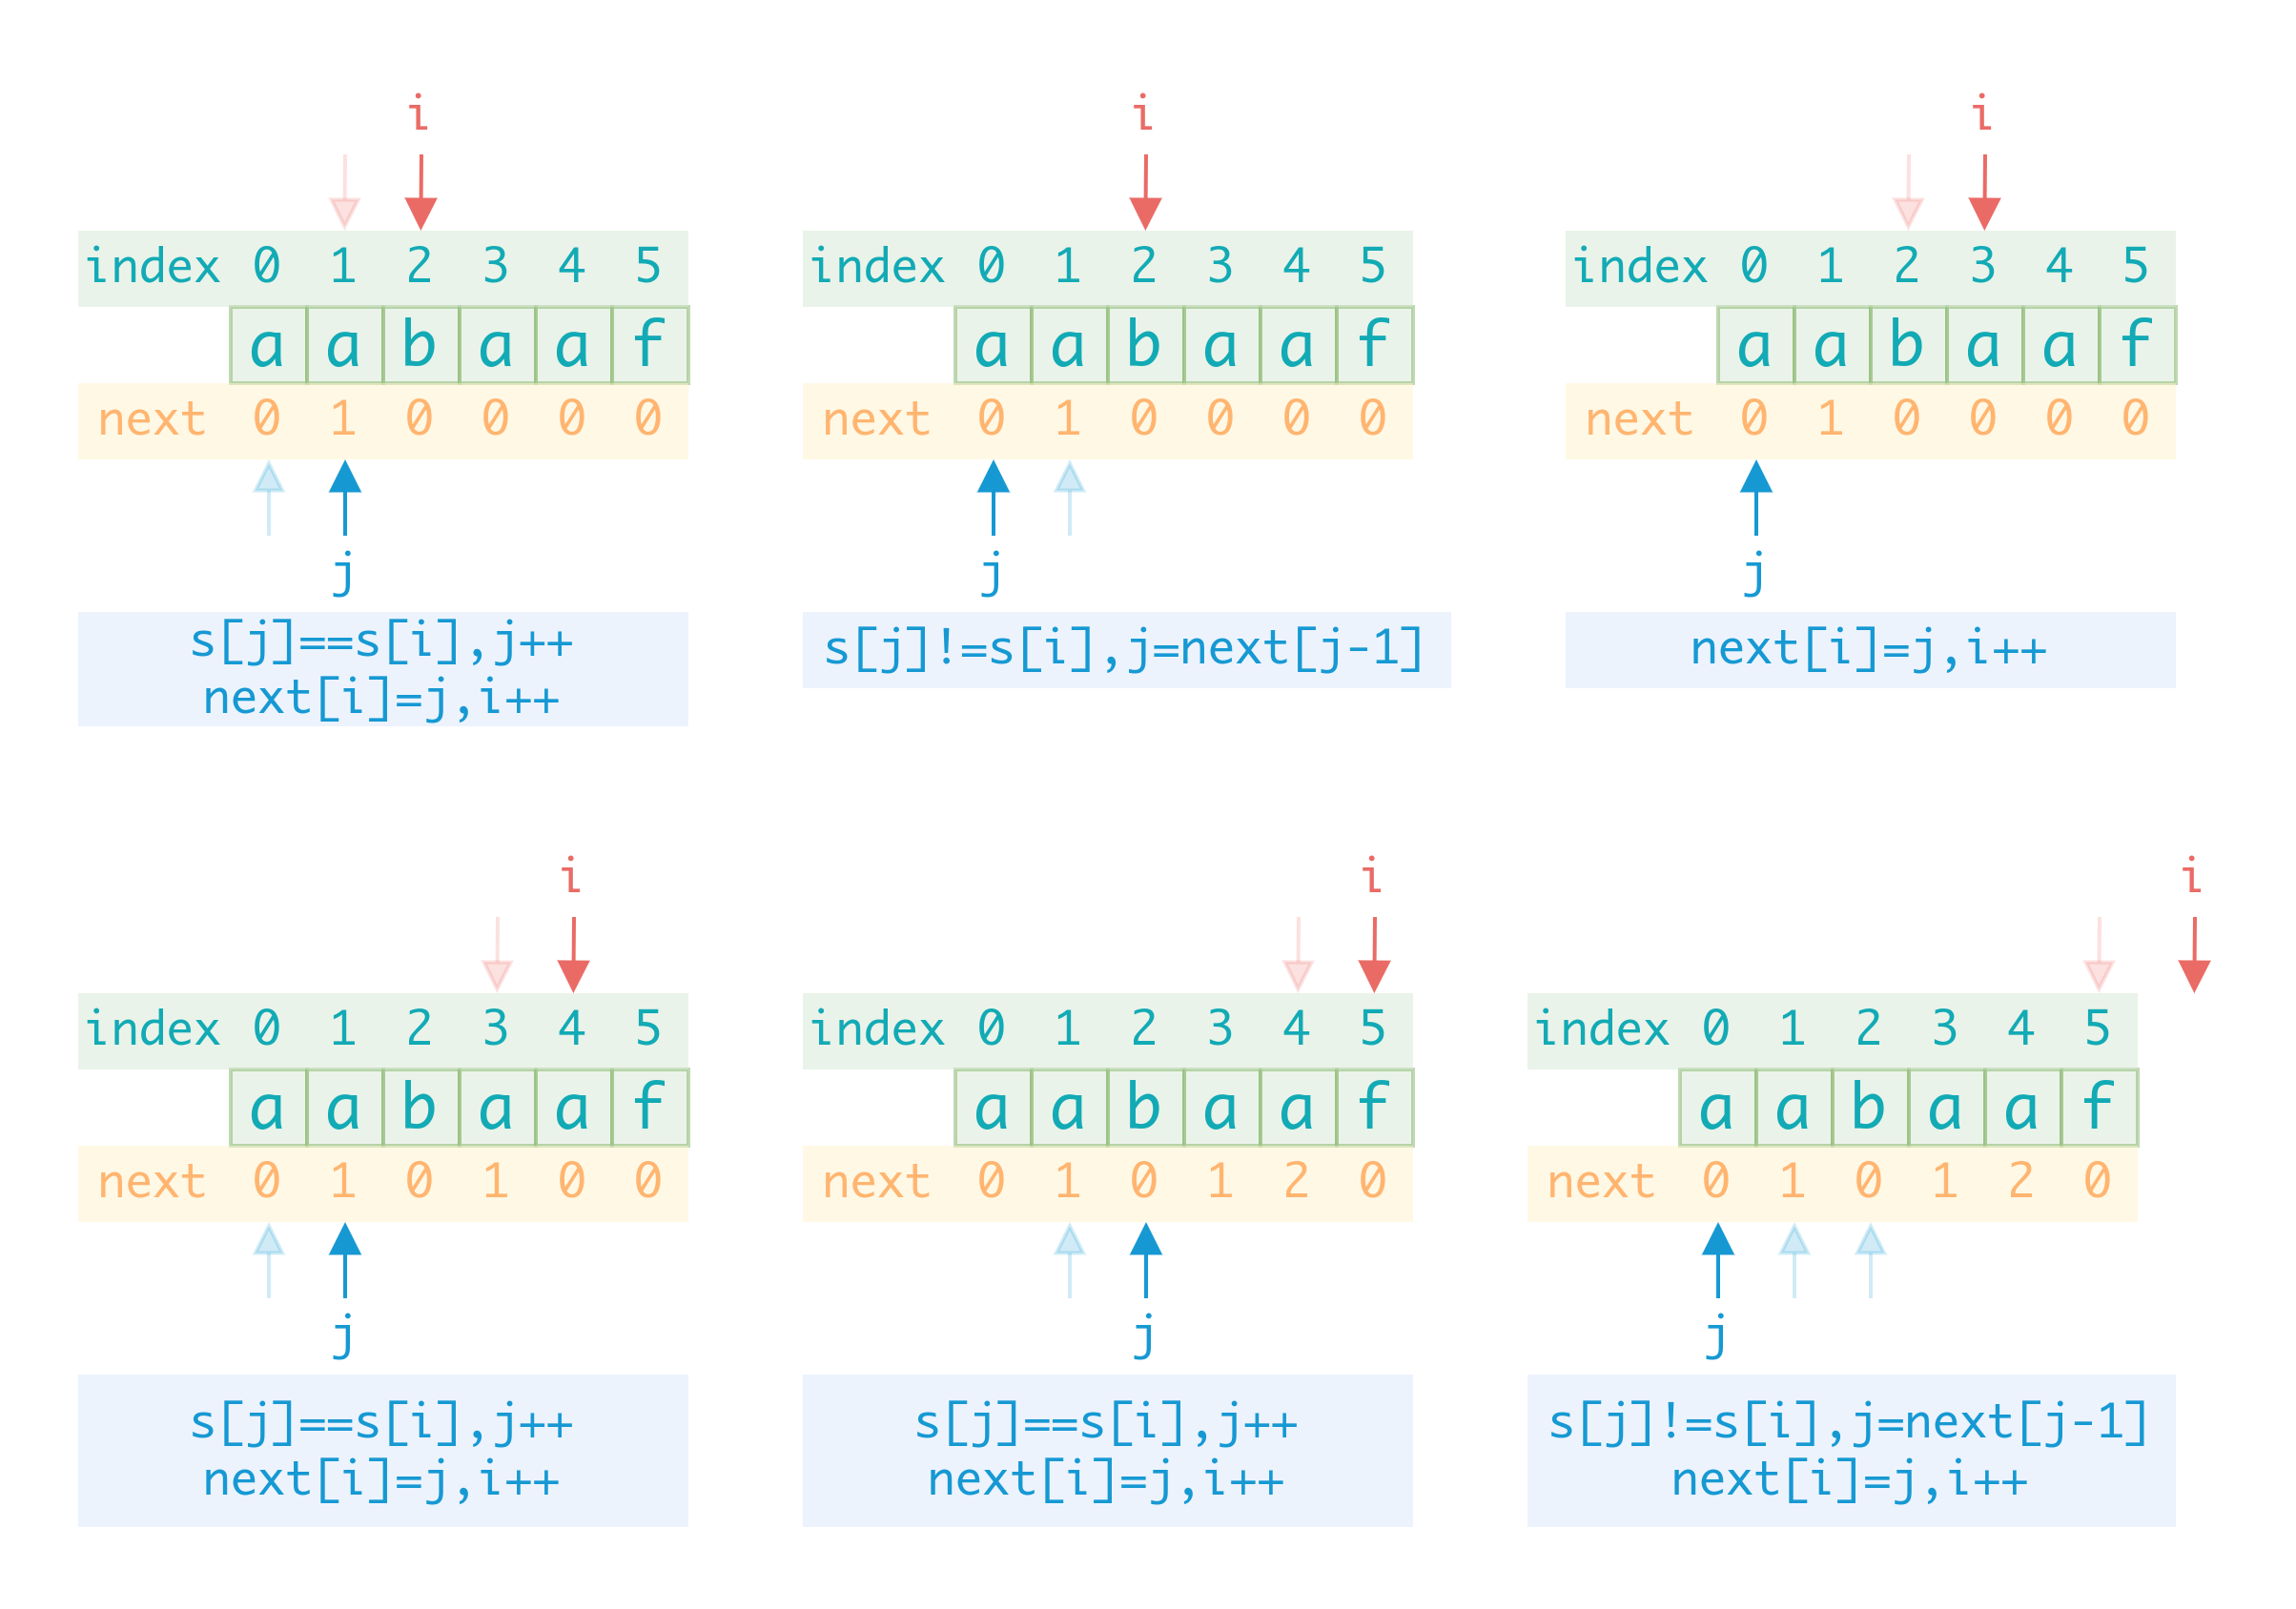 i
index 0 1 2 3 4 5
a a b a a f
next 0 1 0 0 0 0
j
s[j]==s[i],j++
next[i]=j,i++
i
index 0 1 2 3 4 5
a a b a a f
next 0 1 0 0 0 0
j
s[j]!=s[i],j=next[j-1]
i
index 0 1 2 3 4 5
a a b a a f
next 0 1 0 0 0 0
j
next[i]=j,i++
i
index 0 1 2 3 4 5
a a b a a f
next 0 1 0 1 0 0
j
s[j]==s[i],j++
next[i]=j,i++
i
index 0 1 2 3 4 5
a a b a a f
next 0 1 0 1 2 0
j
s[j]==s[i],j++
next[i]=j,i++
i
index 0 1 2 3 4 5
a a b a a f
next 0 1 0 1 2 0
j
s[j]!=s[i],j=next[j-1]
next[i]=j,i++